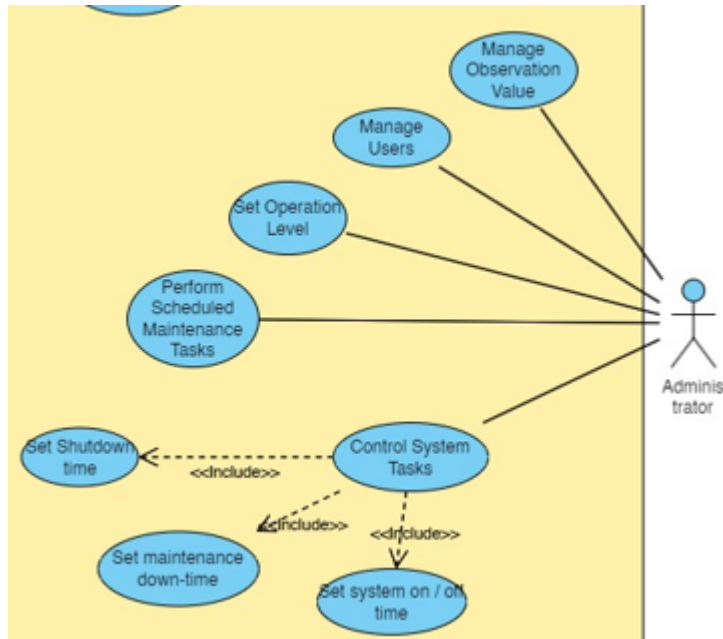 Manage
Observation
Value
Manage
Users
Set Operation
Level
Perform
Scheduled
Maintenance
Tasks
Adminis
trator
Set Shutdown
time
<<Include>>
Control System
Tasks
<<Include>>
<<Include>>
Set maintenance
down-time
Set system on / off
time